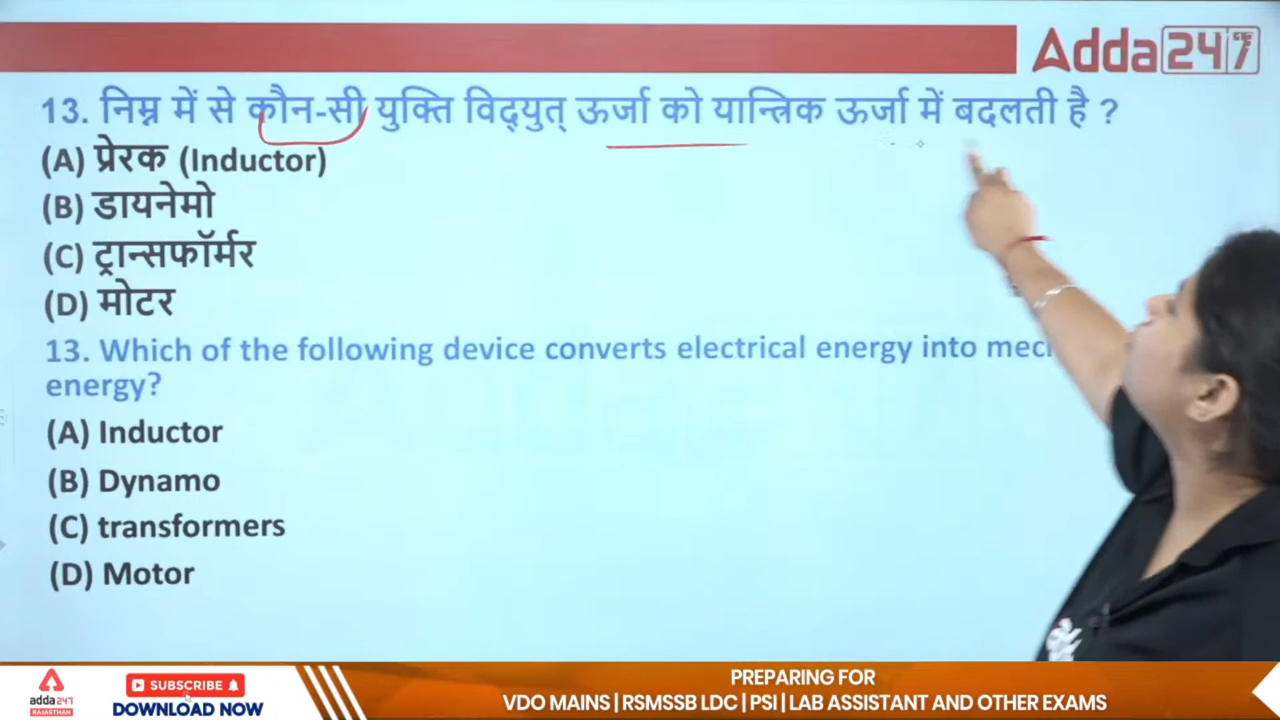 Adda247
13. निम्न में से कौन-सी युक्ति विद्युत् ऊर्जा को यान्त्रिक ऊर्जा में बदलती है ?
(A) प्रेरक (Inductor)
(B) डायनेमो
(C) ट्रान्सफॉर्मर
(D) मोटर
13. Which of the following device converts electrical energy into
energy?
(A) Inductor
(B) Dynamo
(C) transformers
(D) Motor
adda247
RAJASTHAN
SUBSCRIBE
DOWNLOAD NOW
PREPARING FOR
VDO MAINS | RSMSSB LDC | PSI | LAB ASSISTANT AND OTHER EXAMS